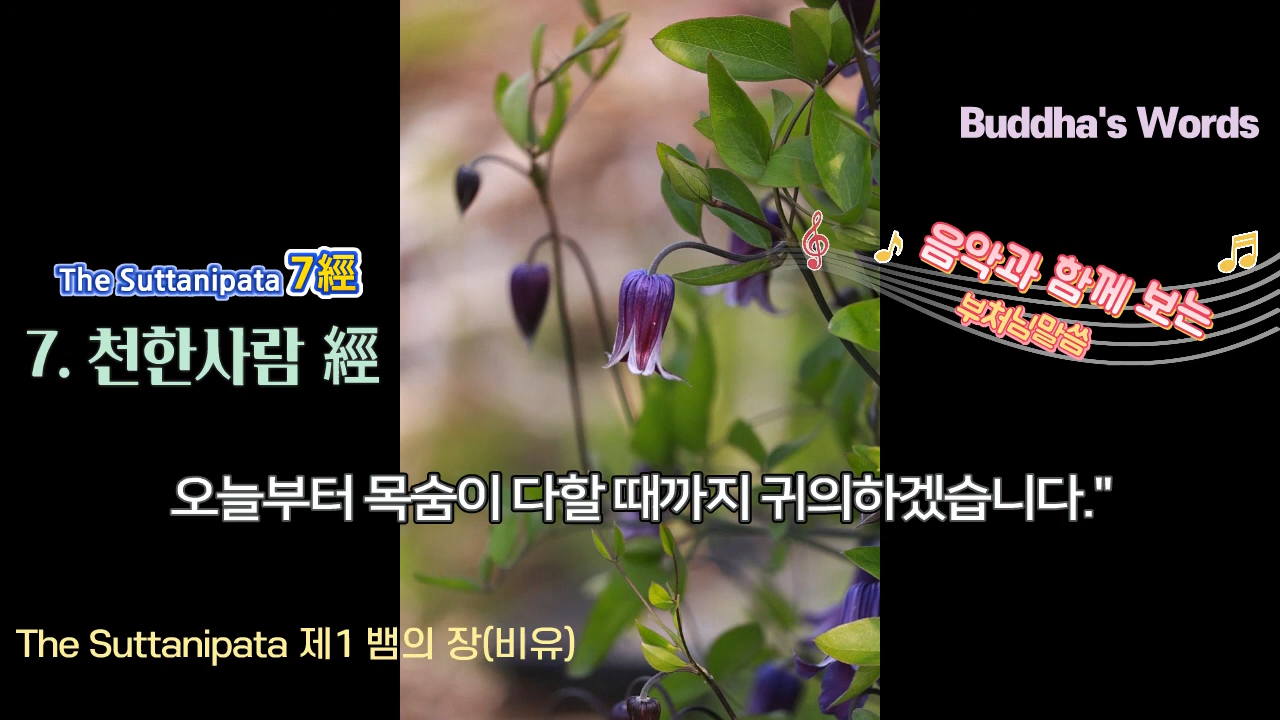 Buddha's Words
음악과 함께 보는
부처님말씀
The Suttanipata 7經
7. 천한사람 經
오늘부터 목숨이 다할 때까지 귀의하겠습니다."
The Suttanipata 제1 뱀의 장(비유)